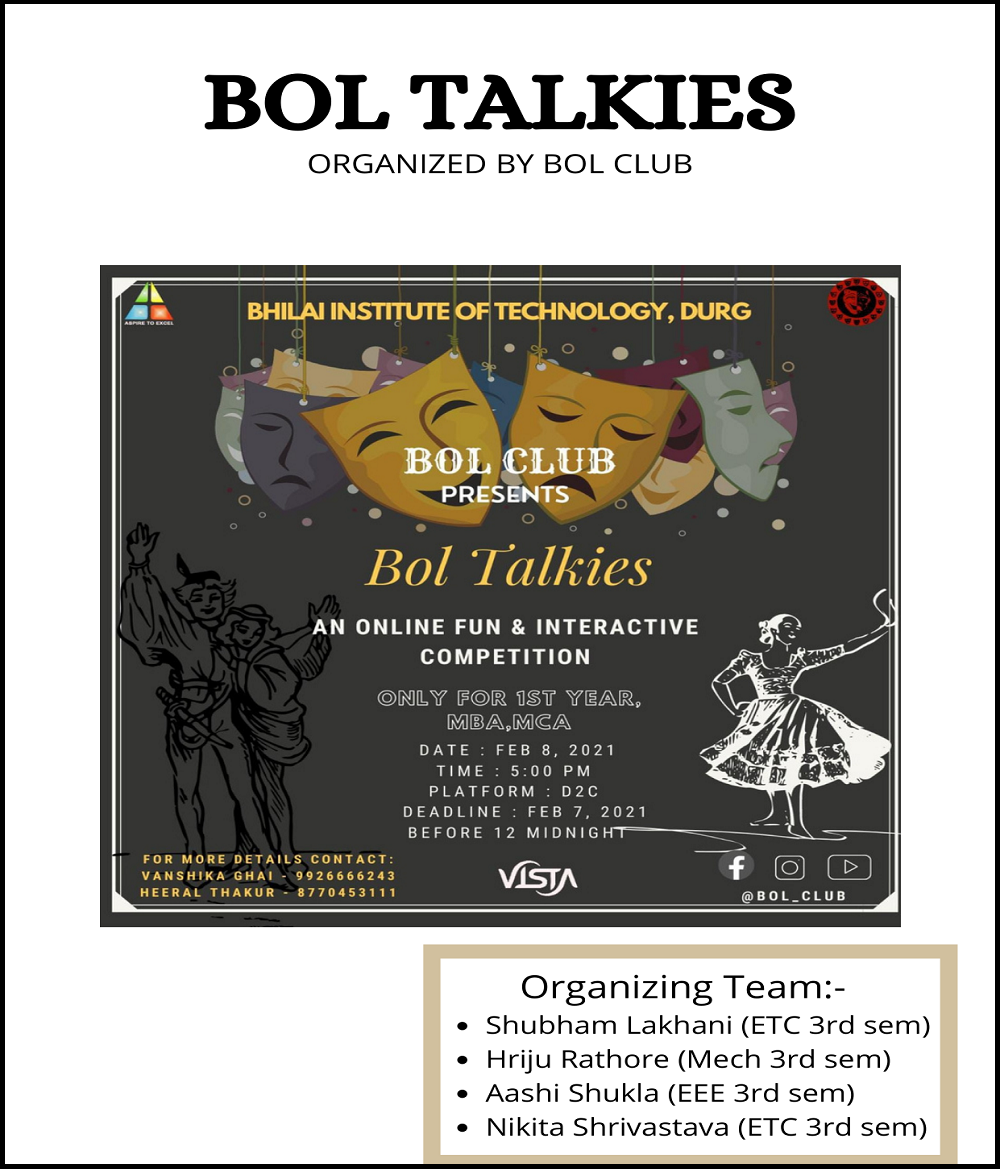 BOL TALKIES
ORGANIZED BY BOL CLUB
ASPIRE TO EXCEL
BHILAI INSTITUTE OF TECHNOLOGY, DURG
BOL CLUB
PRESENTS
Bol Talkies
AN ONLINE FUN & INTERACTIVE
COMPETITION
ONLY FOR 1ST YEAR,
MBA,MCA
DATE : FEB 8, 2021
TIME : 5:00 PM
PLATFORM : D2C
DEADLINE : FEB 7, 2021
BEFORE 12 MIDNIGHT
FOR MORE DETAILS CONTACT:
VANSHIKA GHAI - 9926666243
HEERAL THAKUR - 8770453111
VISTA
@BOL_CLUB
Organizing Team:-
• Shubham Lakhani (ETC 3rd sem)
• Hriju Rathore (Mech 3rd sem)
• Aashi Shukla (EEE 3rd sem)
• Nikita Shrivastava (ETC 3rd sem)